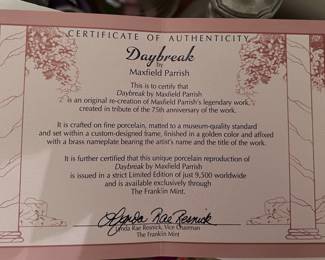 CERTIFICATE OF AUTHENTICITY
Daybreak
by
Maxfield Parrish
This is to certify that
Daybreak by Maxfield Parrish
is an original re-creation of Maxfield Parrish's legendary work,
created in tribute of the 75th anniversary of the work.
It is crafted on fine porcelain, matted to a museum-quality standard
and set within a custom-designed frame, finished in a golden color and affixed
with a brass nameplate bearing the artist's name and the title of the work.
It is further certified that this unique porcelain reproduction of
Daybreak by Maxfield Parrish
is issued in a strict Limited Edition of just 9,500 worldwide
and is available exclusively through
The Franklin Mint.
Lynda Rae Resnick
Lynda Rae Resnick, Vice Chairman
The Franklin Mint